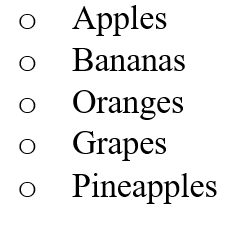 ○ Apples
○ Bananas
○ Oranges
○ Grapes
○ Pineapples